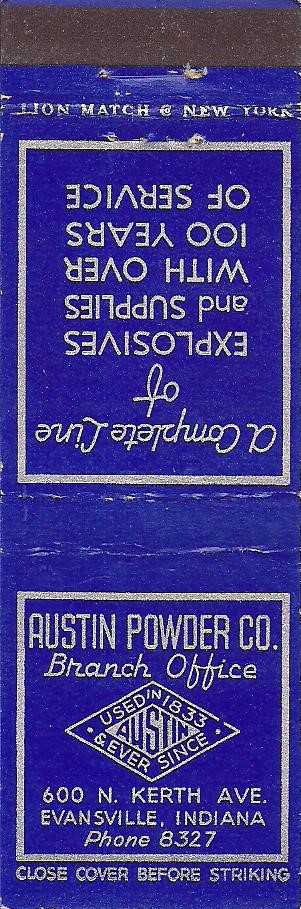 LION MATCH @ NEW YORK
a Complete Line
of
EXPLOSIVES
and SUPPLIES
WITH OVER
100 YEARS
OF SERVICE
AUSTIN POWDER CO.
Branch Office
USED IN 1833
AUSTIN
& EVER SINCE
600 N. KERTH AVE.
EVANSVILLE, INDIANA
Phone 8327
CLOSE COVER BEFORE STRIKING